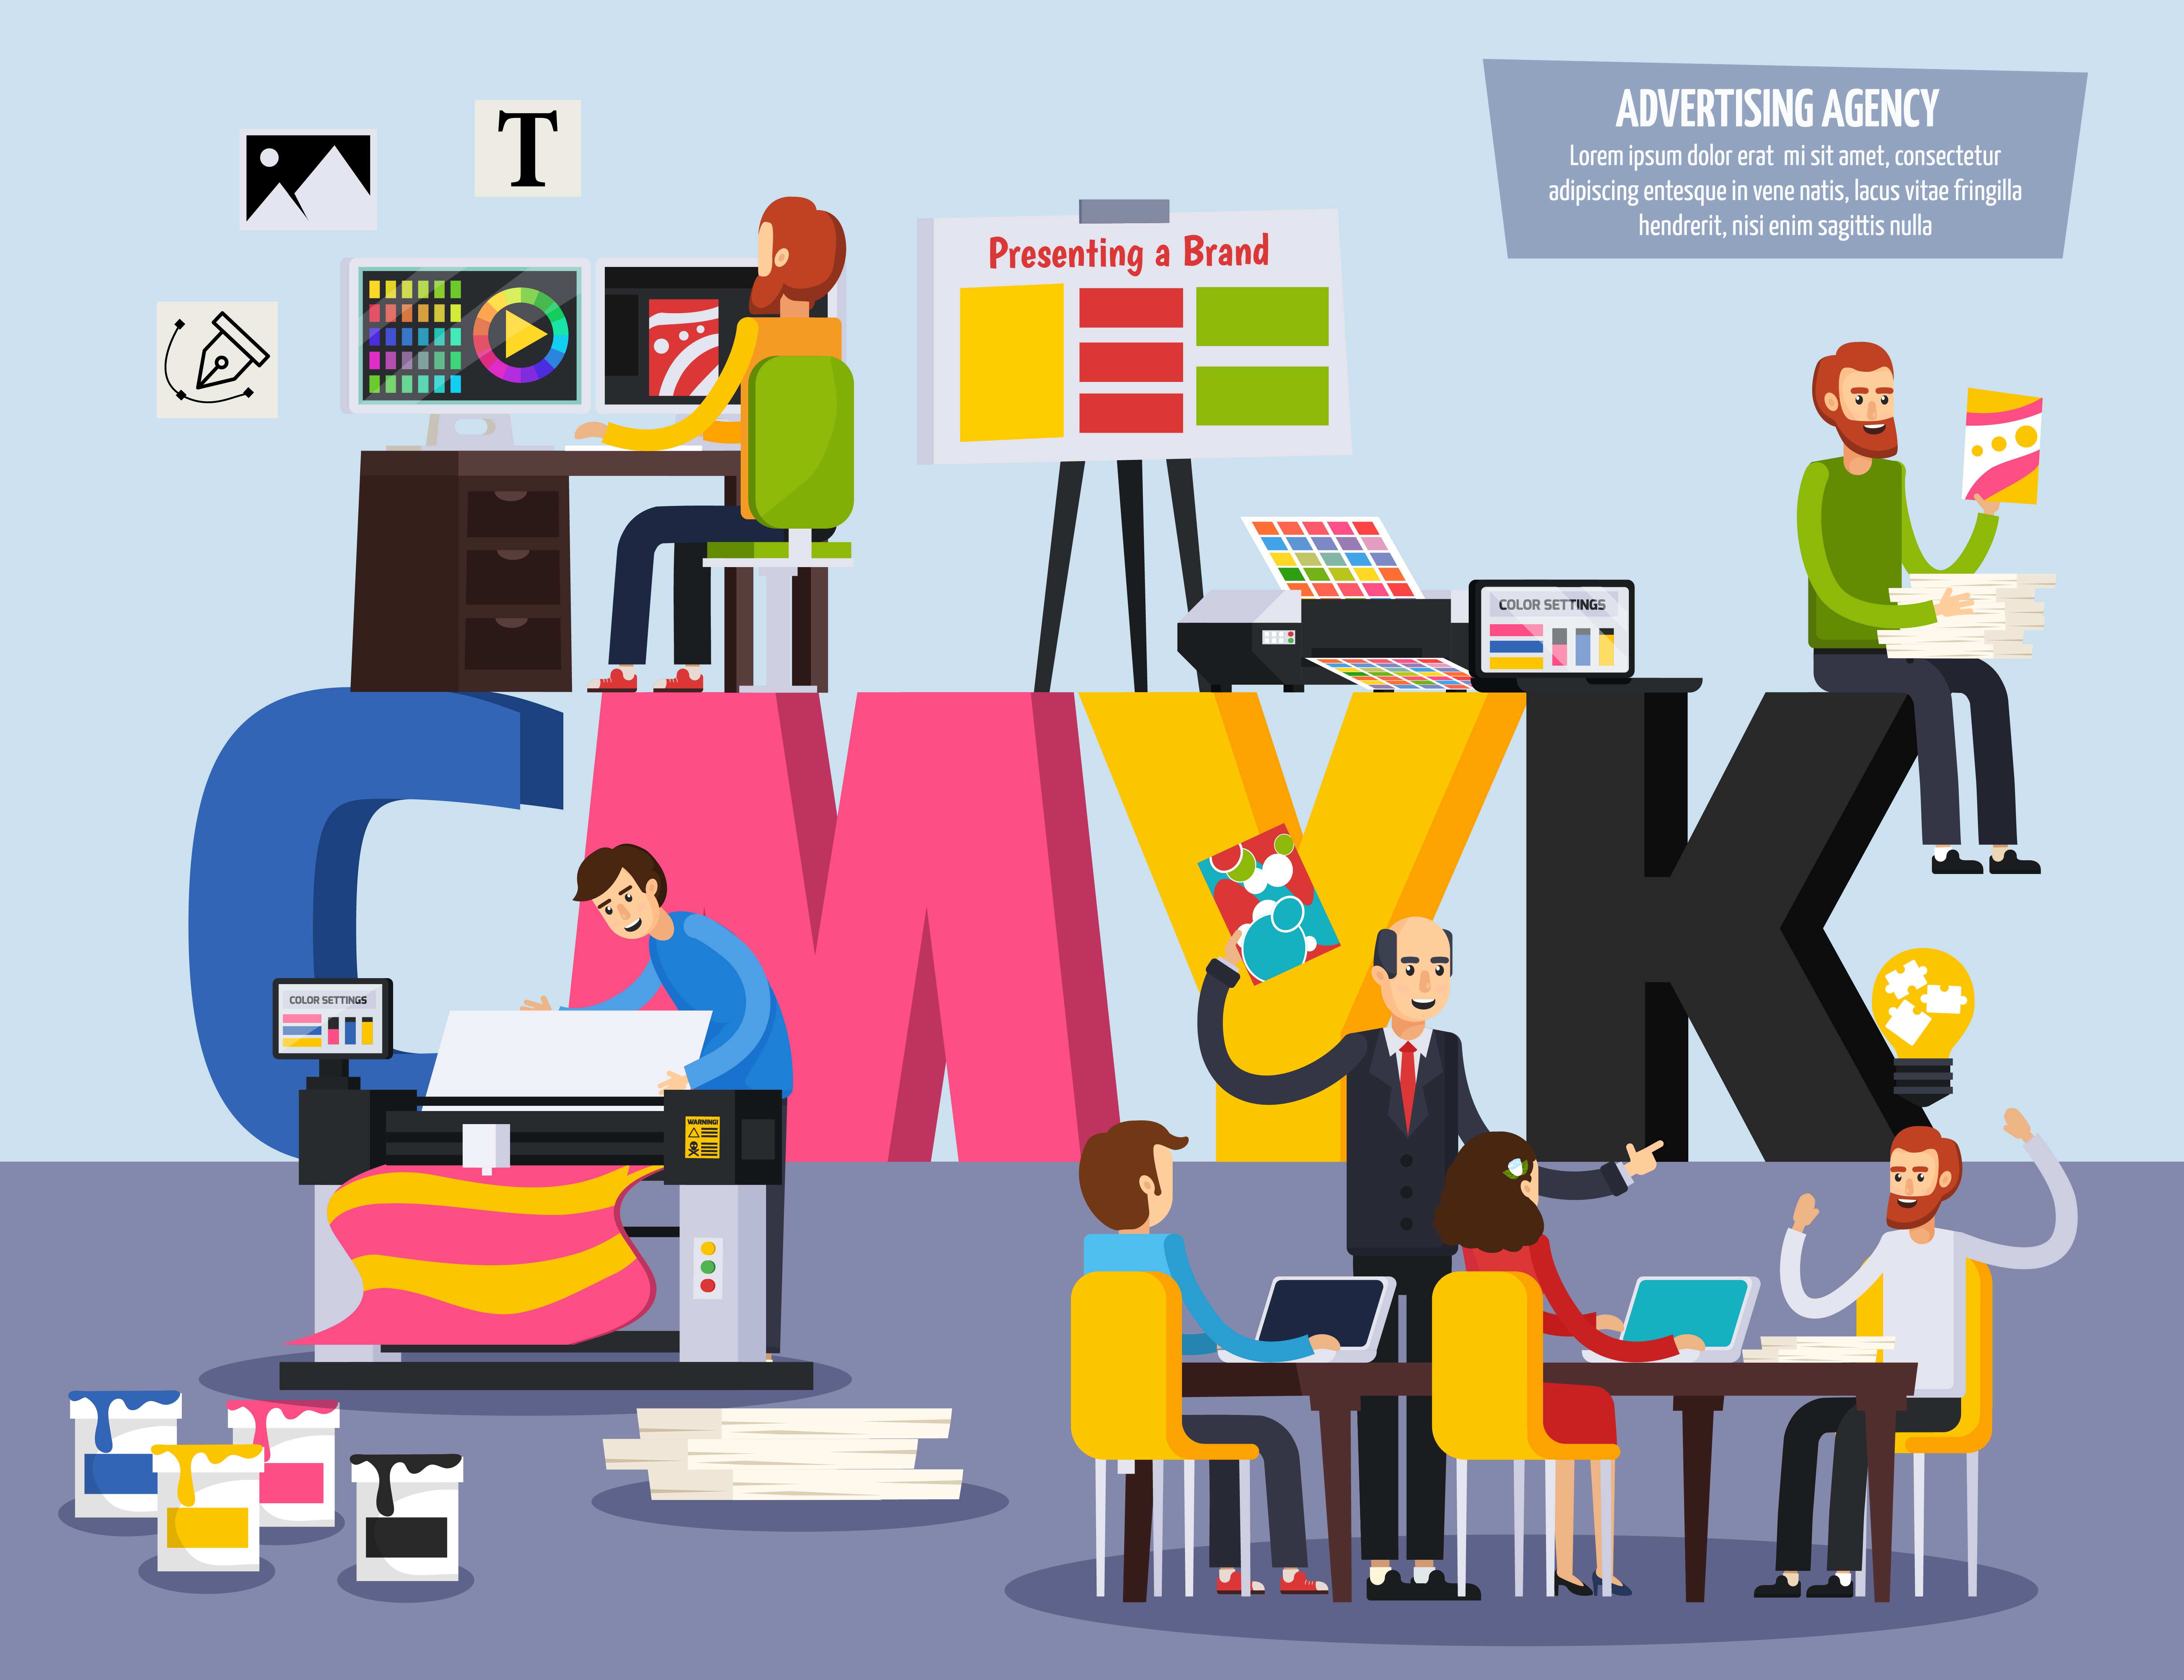 T
ADVERTISING AGENCY
Lorem ipsum dolor erat mi sit amet, consectetur
adipiscing entesque in vene natis, lacus vitae fringilla
hendrerit, nisi enim sagittis nulla
Presenting a Brand
COLOR SETTINGS
CMYK
COLOR SETTINGS
WARNING!